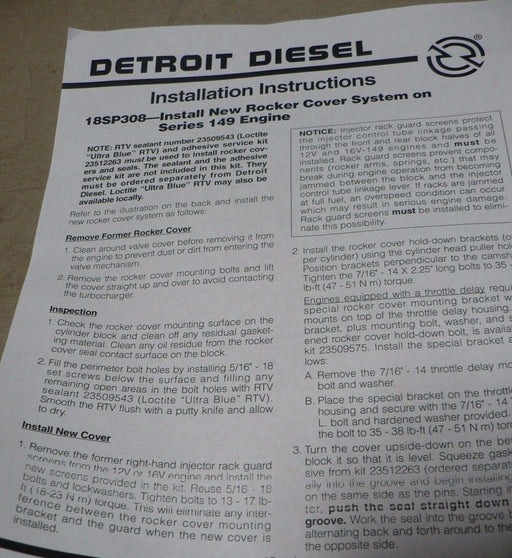 DETROIT DIESEL
®
Installation Instructions
18SP308—Install New Rocker Cover System on
Series 149 Engine
NOTE: RTV sealant number 23509543 (Loctite
"Ultra Blue" RTV) and adhesive service kit
23512263 must be used to install rocker cov-
ers and seals. The sealant and the adhesive
service kit are not included in this kit. They
must be ordered separately from Detroit
Diesel. Loctite "Ultra Blue" RTV may also be
available locally.
Refer to the illustration on the back and install the
new rocker cover system as follows:
Remove Former Rocker Cover
1. Clean around valve cover before removing it from
the engine to prevent dust or dirt from entering the
valve mechanism.
2. Remove the rocker cover mounting bolts and lift
the cover straight up and over to avoid contacting
the turbocharger.
Inspection
1. Check the rocker cover mounting surface on the
cylinder block and clean off any residual gasket-
ing material. Clean any oil residue from the rocker
cover seal contact surface on the block.
2. Fill the perimeter bolt holes by installing 5/16" - 18
set screws below the surface and filling any
remaining open areas in the bolt holes with RTV
sealant 23509543 (Loctite "Ultra Blue" RTV).
Smooth the RTV flush with a putty knife and allow
to dry.
Install New Cover
1. Remove the former right-hand injector rack guard
screens from the 12V or 16V engine and install the
new screens provided in the kit. Reuse 5/16 - 18
bolts and lockwashers. Tighten bolts to 13 - 17 lb-
ft (16-23 N m) torque. This will eliminate any inter-
ference between the rocker cover mounting
bracket and the guard when the new cover is
installed.
NOTICE: Injector rack guard screens protect
the injector control tube linkage passing
through the front and rear block halves of all
12V and 16V-149 engines and must be
installed. Rack guard screens prevent compo-
nents (rocker arms, springs, etc.) that may
break during engine operation from becoming
jammed between the block and the injector
control tube linkage lever. If racks are jammed
at full fuel, an overspeed condition can occur
which may result in serious engine damage.
Rack guard screens must be installed to elimi-
nate this possibility.
2. Install the rocker cover hold-down brackets
per cylinder) using the cylinder head puller
Position brackets perpendicular to the
Tighten the 7/16" - 14 X 2.25" long bolts to 35 -
lb-ft (47 - 51 N m) torque.
Engines equipped with a throttle delay
special rocker cover mounting bracket
mounts on top of the throttle delay housing.
bracket, plus mounting bolt, washer, and
ened rocker cover hold-down bolt, is
kit 23509575. Install the special bracket
lows:
A. Remove the 7/16" - 14 throttle delay
bolt and washer.
B. Place the special bracket on the throttle
housing and secure with the 7/16" - 14
L. bolt and hardened washer provided.
the bolt to 35 - 38 lb-ft (47 - 51 N m)
3. Turn the cover upside-down on the
block it so that it is level. Squeeze
sive from kit 23512263 (ordered
ally into the groove and begin installing
on the same side as the pins. Starting
ter, push the seal straight down
groove. Work the seal into the groove
alternating back and forth around to the
the opposite side.